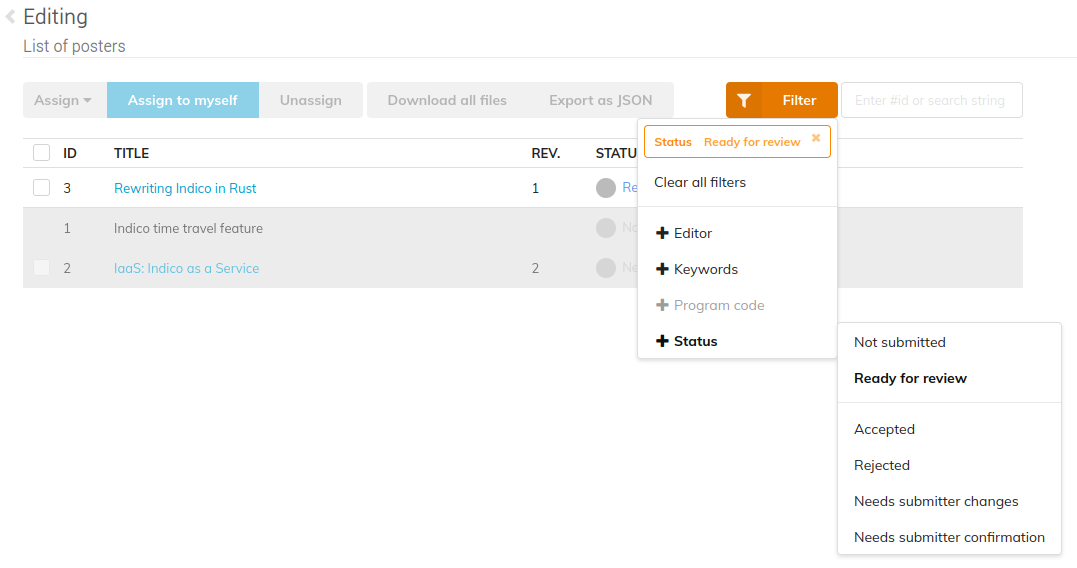 Editing
List of posters
Assign Assign to myself Unassign Download all files Export as JSON Filter Enter #id or search string
Status Ready for review
ID TITLE REV. STATU
3 Rewriting Indico in Rust 1 Re
Clear all filters
1 Indico time travel feature No
Editor
2 IaaS: Indico as a Service 2 Ne
Keywords
Program code
Status
Not submitted
Ready for review
Accepted
Rejected
Needs submitter changes
Needs submitter confirmation